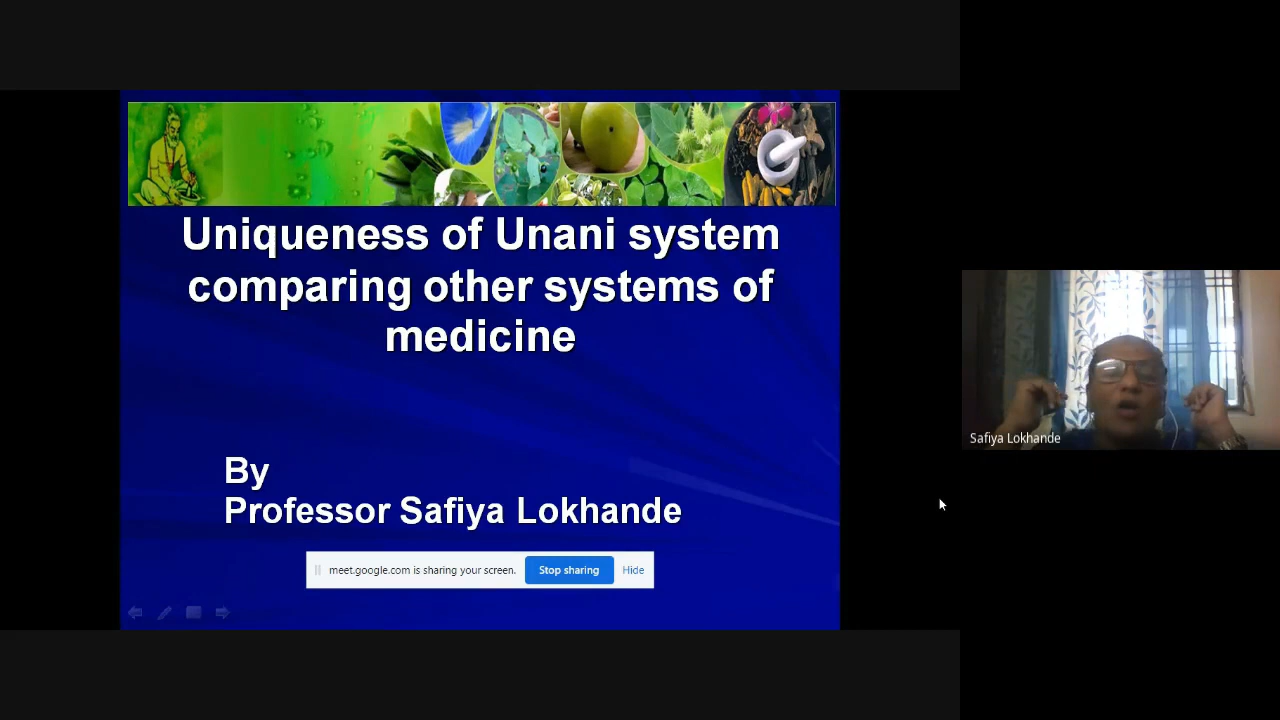 Uniqueness of Unani system
comparing other systems of
medicine
By
Professor Safiya Lokhande
meet.google.com is sharing your screen.
Stop sharing
Hide
Safiya Lokhande